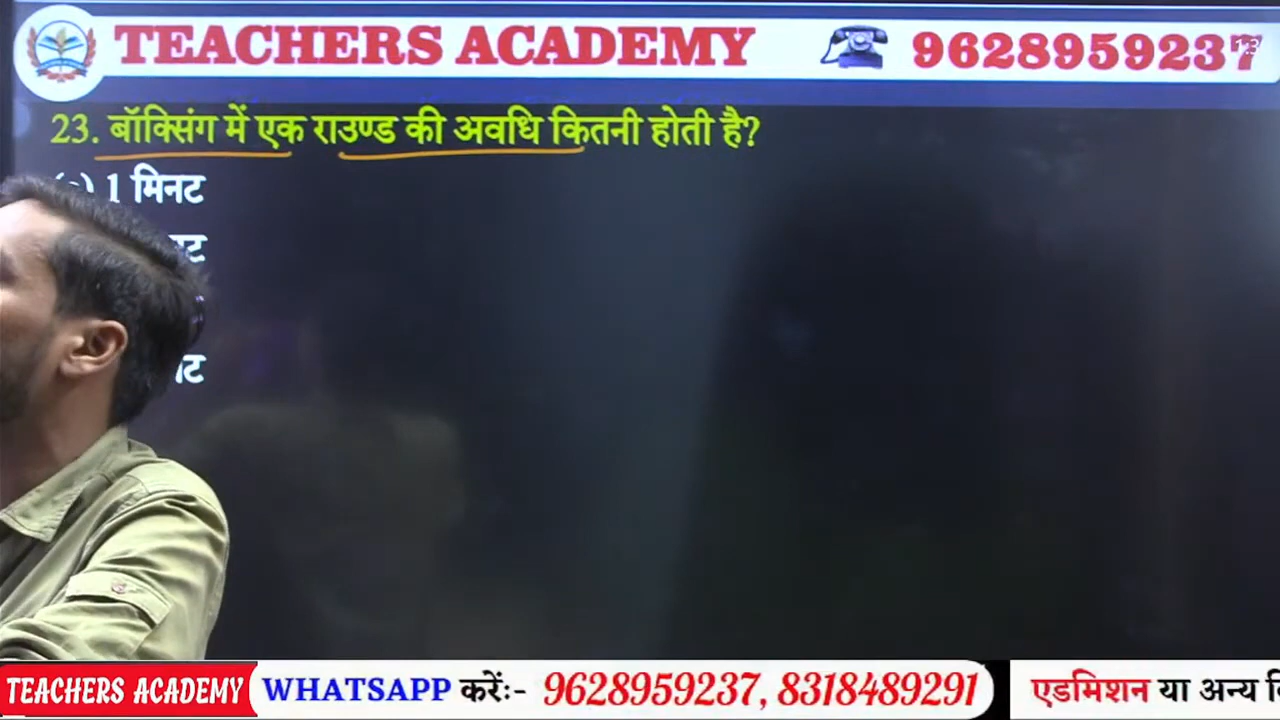 TEACHERS ACADEMY 9628959237
23. बॉक्सिंग में एक राउण्ड की अवधि कितनी होती है?
1 मिनट
TEACHERS ACADEMY WHATSAPP करेंः- 9628959237, 8318489291 एडमिशन या अन्य